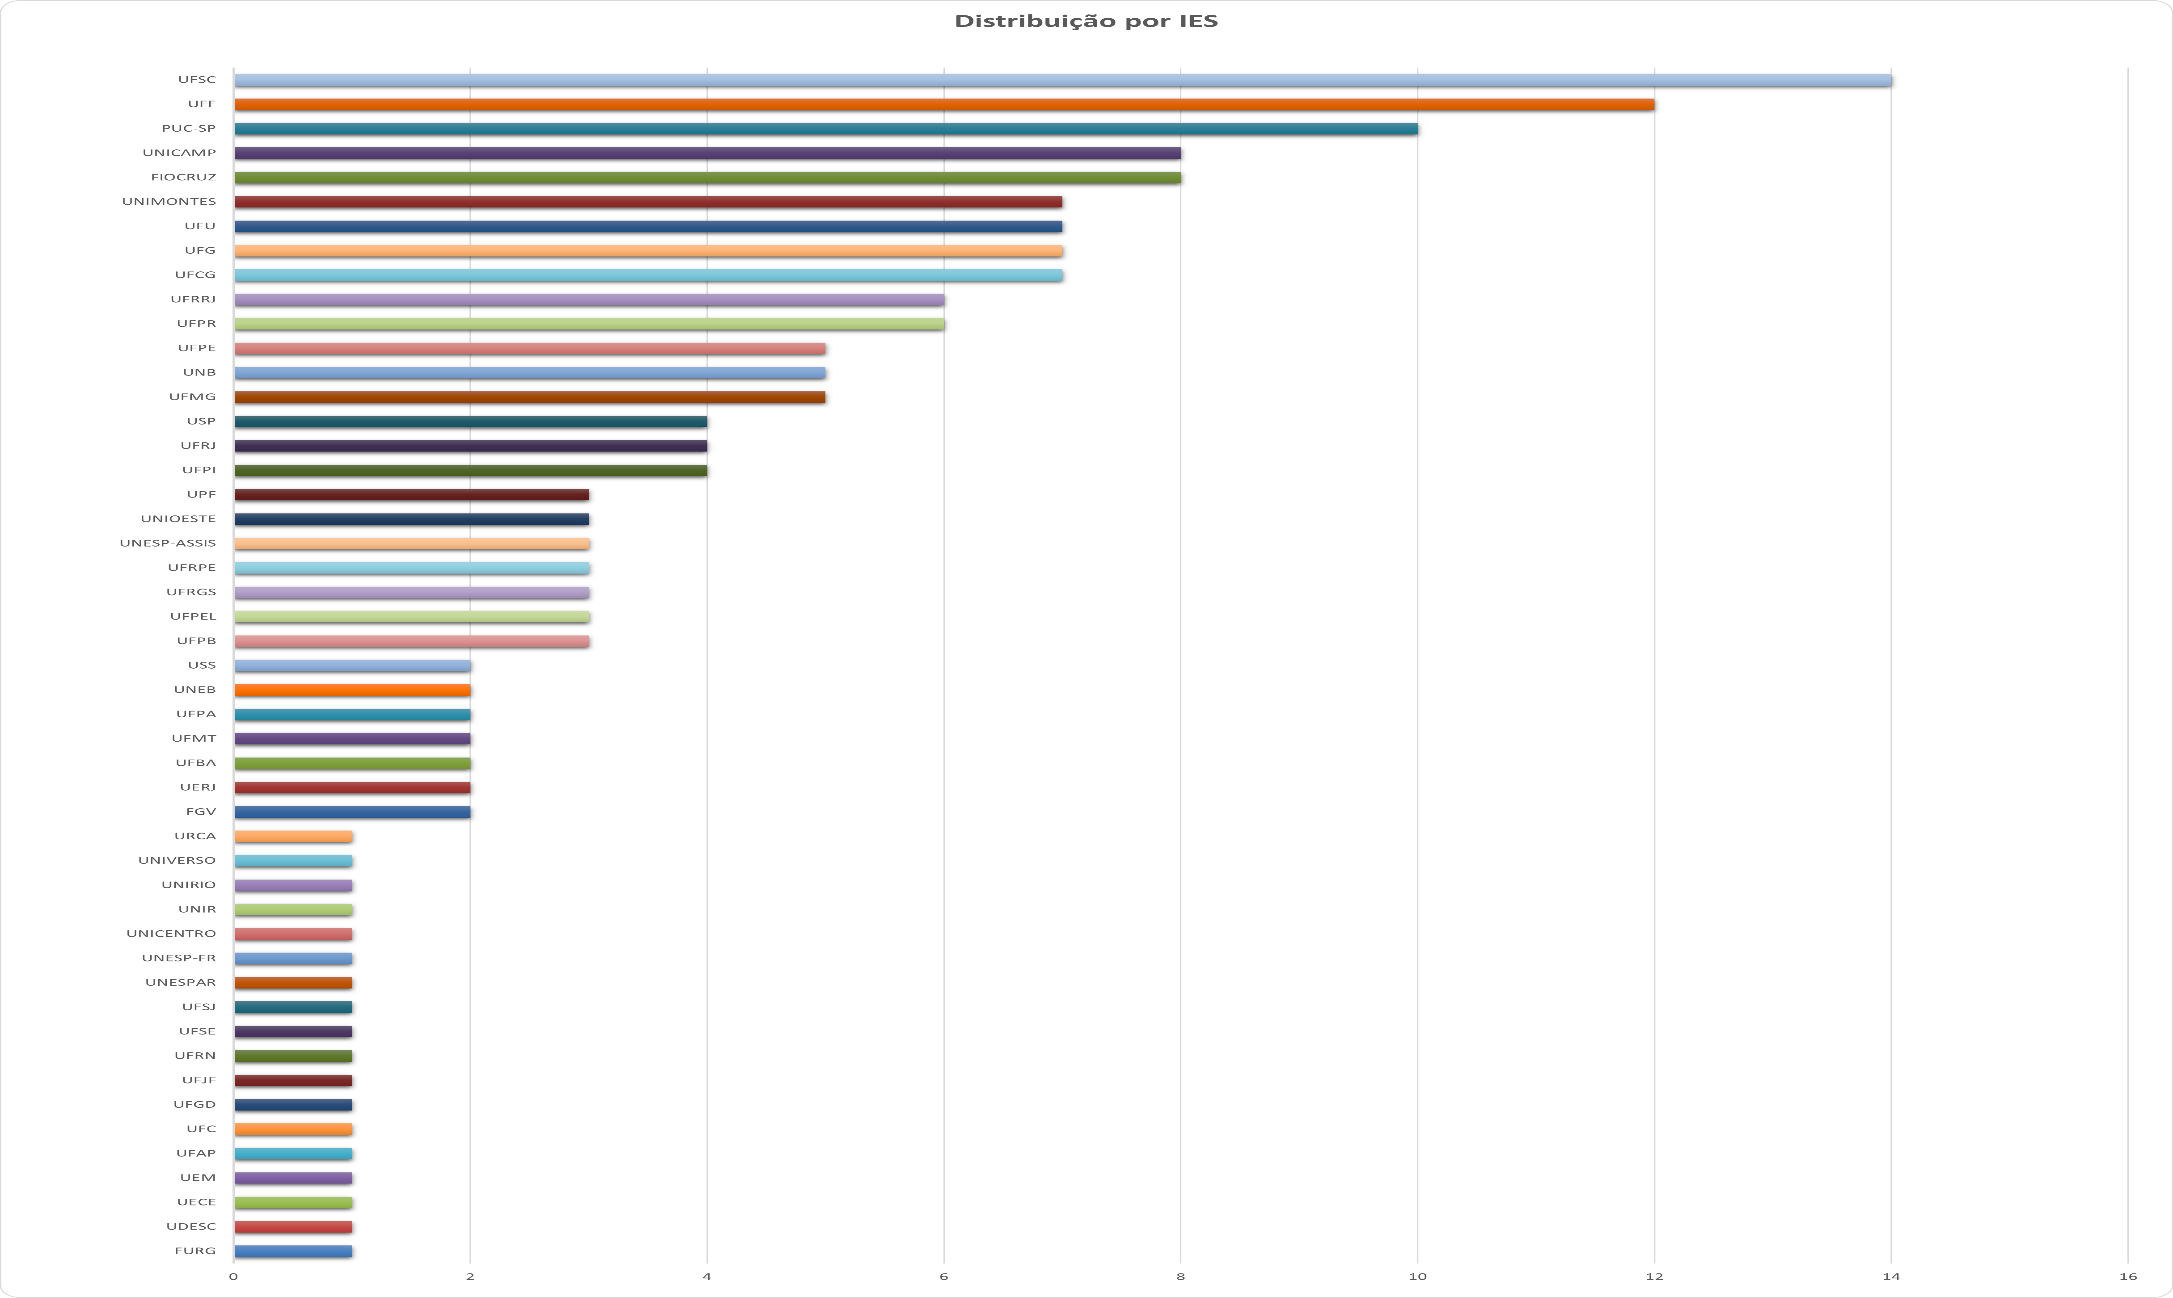 Distribuição por IES
UFSC
UFF
PUC-SP
UNICAMP
FIOCRUZ
UNIMONTES
UFU
UFG
UFCG
UFRRJ
UFPR
UFPE
UNB
UFMG
USP
UFRJ
UFPI
UPF
UNIOESTE
UNESP-ASSIS
UFRPE
UFRGS
UFPEL
UFPB
USS
UNEB
UFPA
UFMT
UFBA
UERJ
FGV
URCA
UNIVERSO
UNIRIO
UNIR
UNICENTRO
UNESP-FR
UNESPAR
UFSJ
UFSE
UFRN
UFJF
UFGD
UFC
UFAP
UEM
UECE
UDESC
FURG
0 2 4 6 8 10 12 14 16